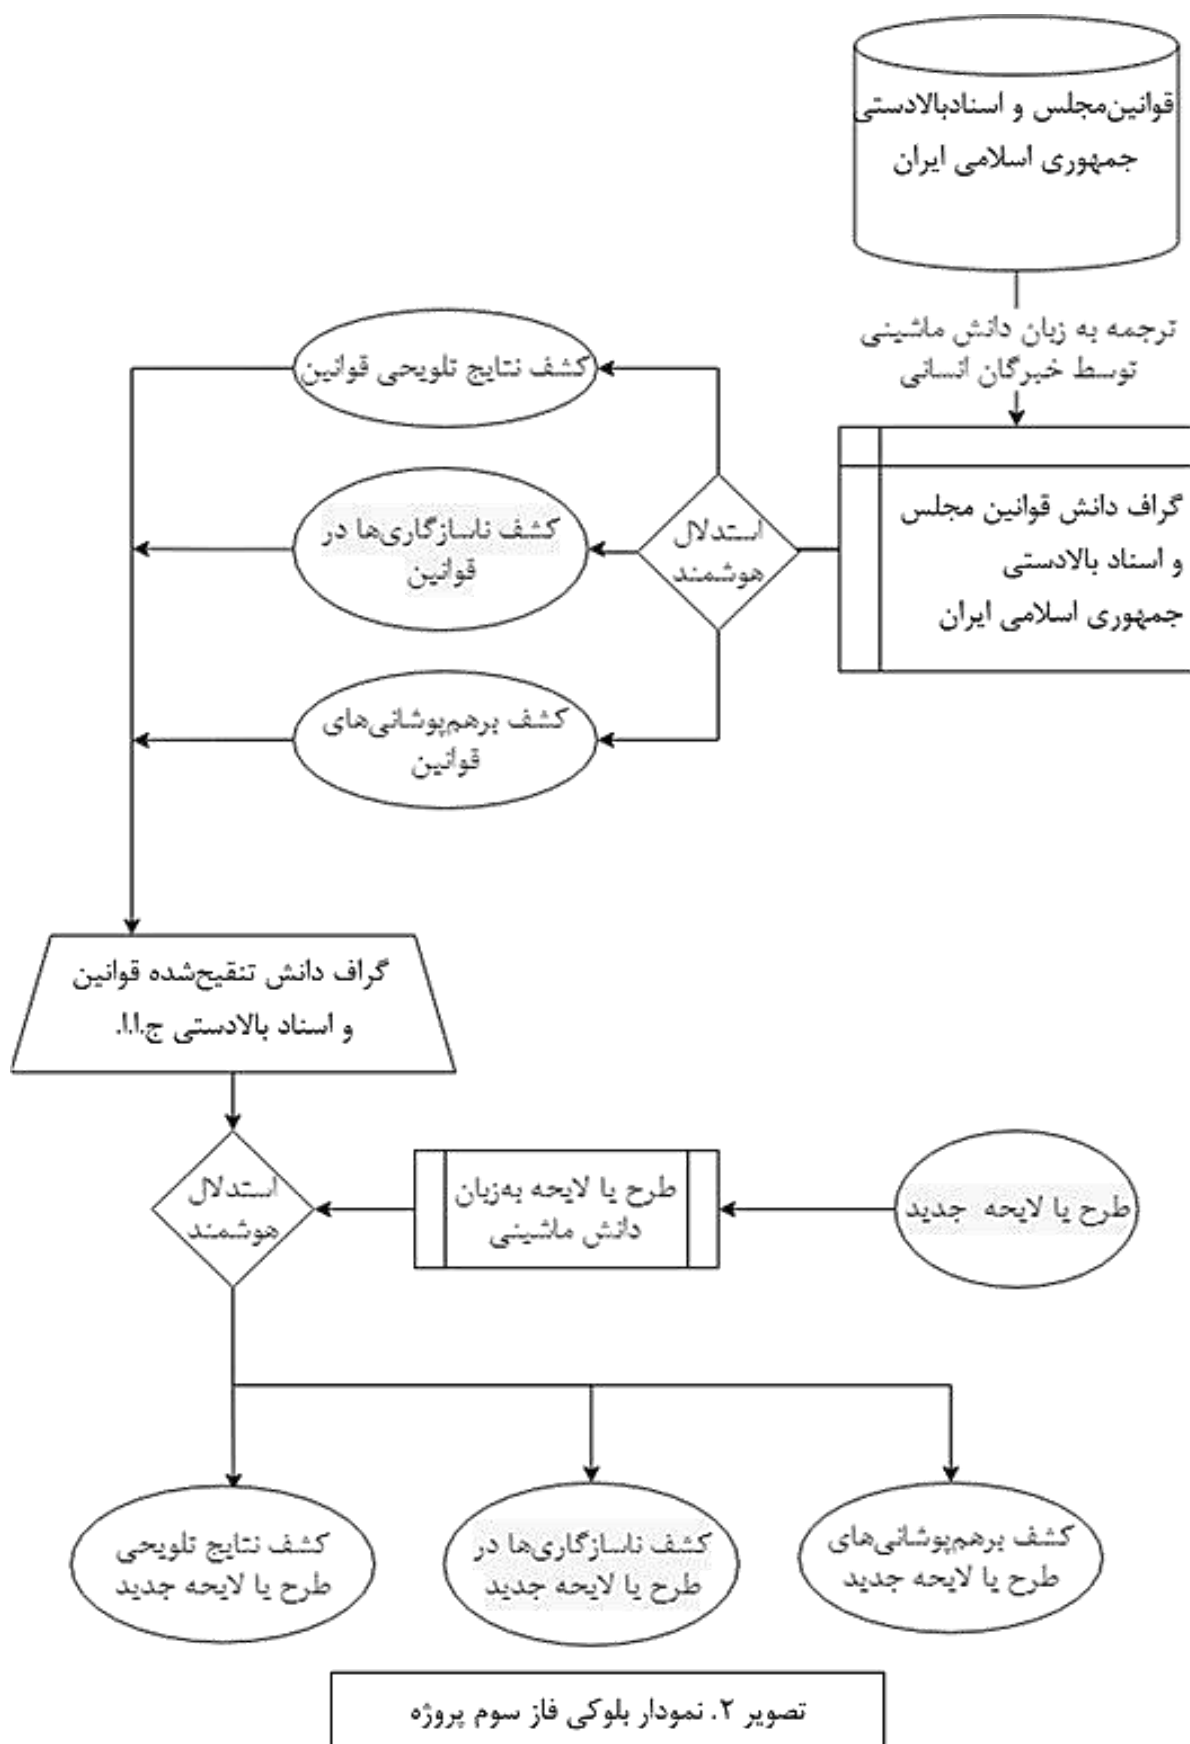 قوانین‌مجلس و اسنادبالادستی
جمهوری اسلامی ایران
ترجمه به زبان دانش ماشینی
توسط خبرگان انسانی
گراف دانش قوانین مجلس
و اسناد بالادستی
جمهوری اسلامی ایران
استدلال
هوشمند
کشف نتایج تلویحی قوانین
کشف ناسازگاری‌ها در
قوانین
کشف برهم‌پوشانی‌های
قوانین
گراف دانش تنقیح‌شده قوانین
و اسناد بالادستی ج.ا.ا.
طرح یا لایحه جدید
طرح یا لایحه به‌زبان
دانش ماشینی
استدلال
هوشمند
کشف برهم‌پوشانی‌های
طرح یا لایحه جدید
کشف ناسازگاری‌ها در
طرح یا لایحه جدید
کشف نتایج تلویحی
طرح یا لایحه جدید
تصویر ۲. نمودار بلوکی فاز سوم پروژه